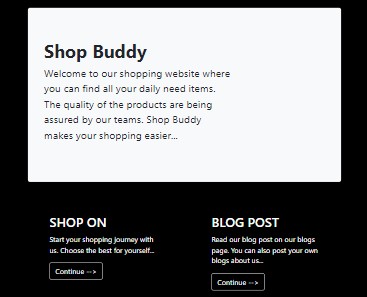 Shop Buddy
Welcome to our shopping website where
you can find all your daily need items.
The quality of the products are being
assured by our teams. Shop Buddy
makes your shopping easier...
SHOP ON
Start your shopping journey with
us. Choose the best for yourself...
Continue -->
BLOG POST
Read our blog post on our blogs
page. You can also post your own
blogs about us...
Continue -->